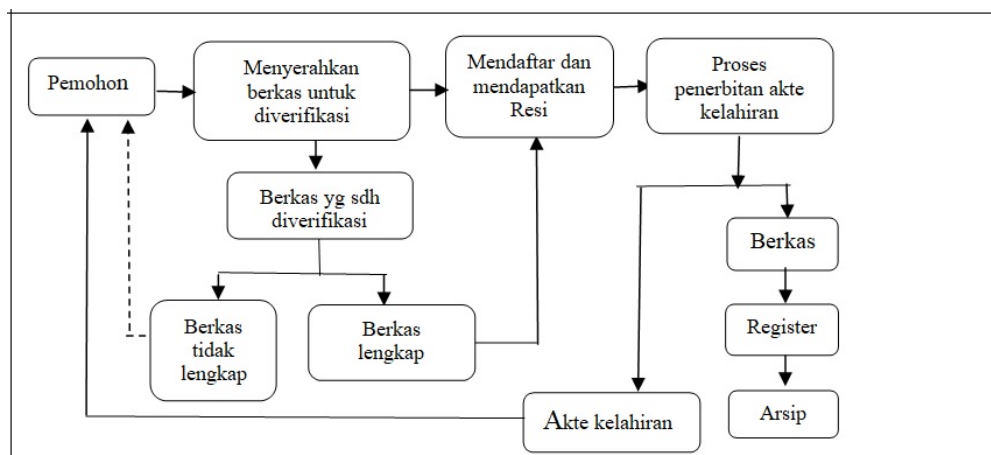 Pemohon
Menyerahkan
berkas untuk
diverifikasi
Mendaftar dan
mendapatkan
Resi
Proses
penerbitan akte
kelahiran
Berkas yg sdh
diverifikasi
Berkas
tidak
lengkap
Berkas
lengkap
Berkas
Register
Arsip
Akte kelahiran